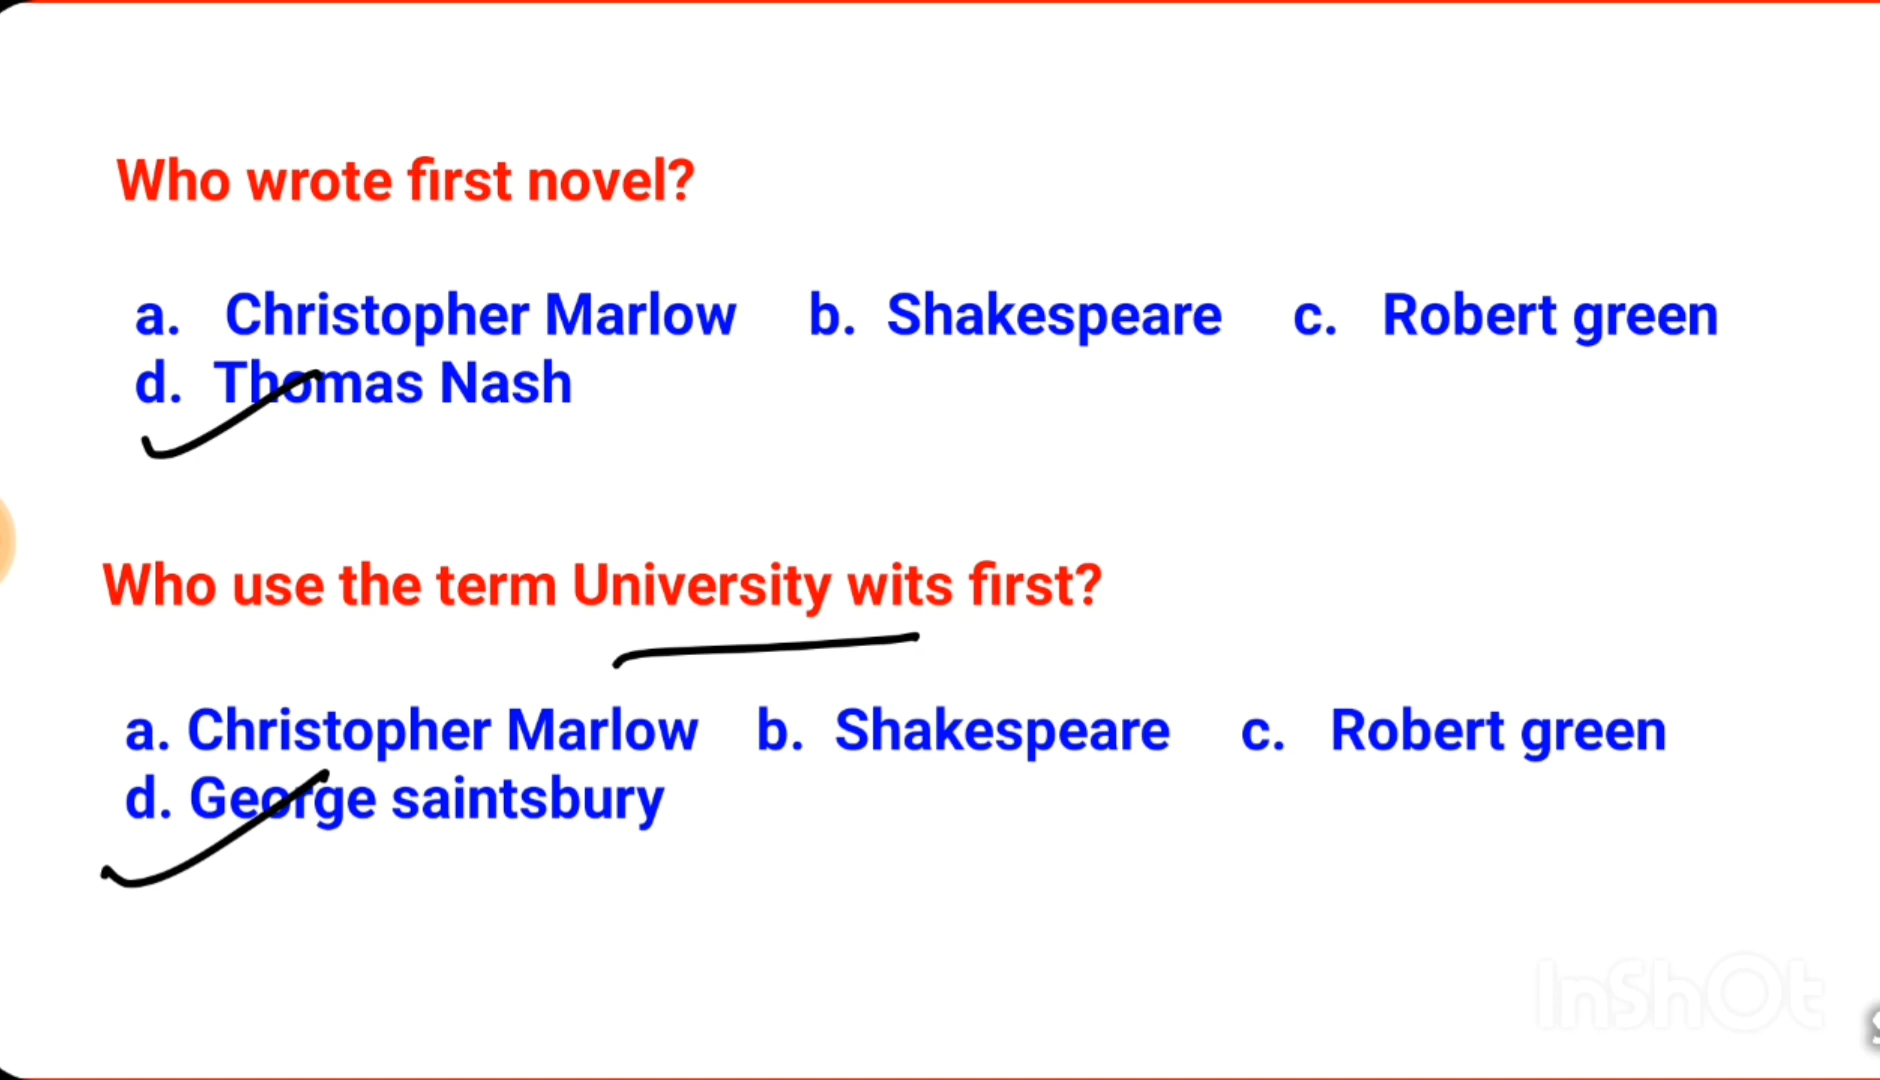 Who wrote first novel?
a. Christopher Marlow b. Shakespeare c. Robert green
d. Thomas Nash
Who use the term University wits first?
a. Christopher Marlow b. Shakespeare c. Robert green
d. George saintsbury
InShOt